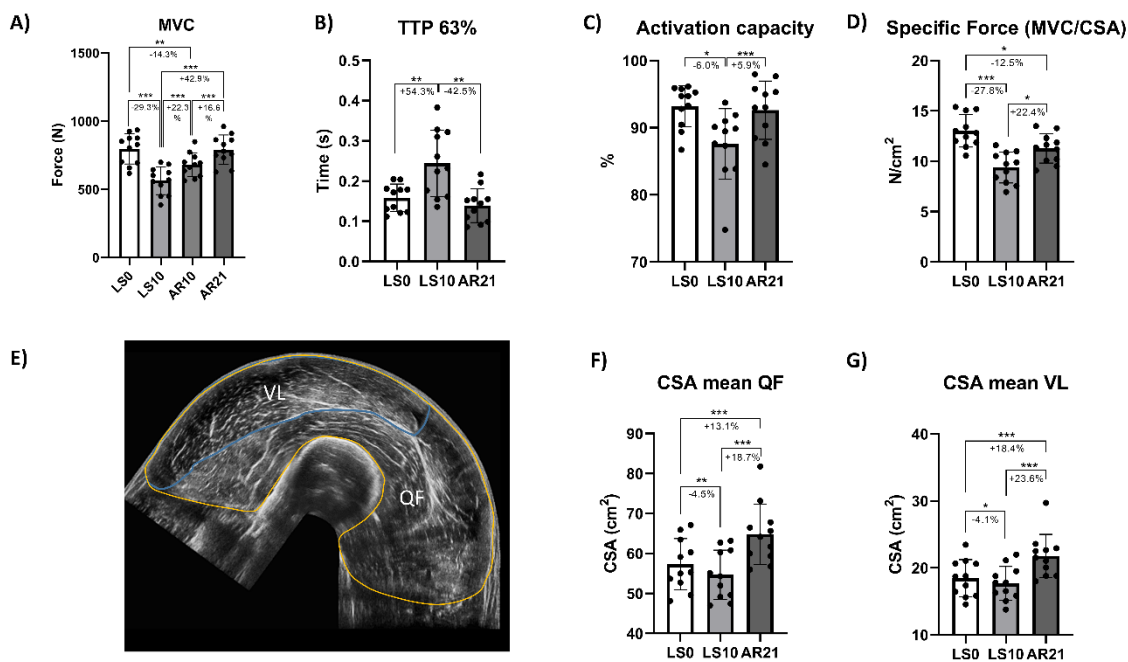 A)
MVC
Force (N)
1500
1000
500
0
**
-14.3%
***
+42.9%
***
-29.3%
***
+22.3
%
***
+16.6
%
LS0
LS10
AR10
AR21
B)
TTP 63%
Time (s)
0.5
0.4
0.3
0.2
0.1
0.0
**
+54.3%
**
-42.5%
LS0
LS10
AR21
C)
Activation capacity
%
100
90
80
70
*
-6.0%
***
+5.9%
LS0
LS10
AR21
D)
Specific Force (MVC/CSA)
N/cm2
20
15
10
5
0
*
-12.5%
***
-27.8%
*
+22.4%
LS0
LS10
AR21
E)
VL
QF
F)
CSA mean QF
CSA (cm2)
90
80
70
60
50
40
***
+13.1%
***
+18.7%
**
-4.5%
LS0
LS10
AR21
G)
CSA mean VL
CSA (cm2)
40
30
20
10
***
+18.4%
***
+23.6%
*
-4.1%
LS0
LS10
AR21